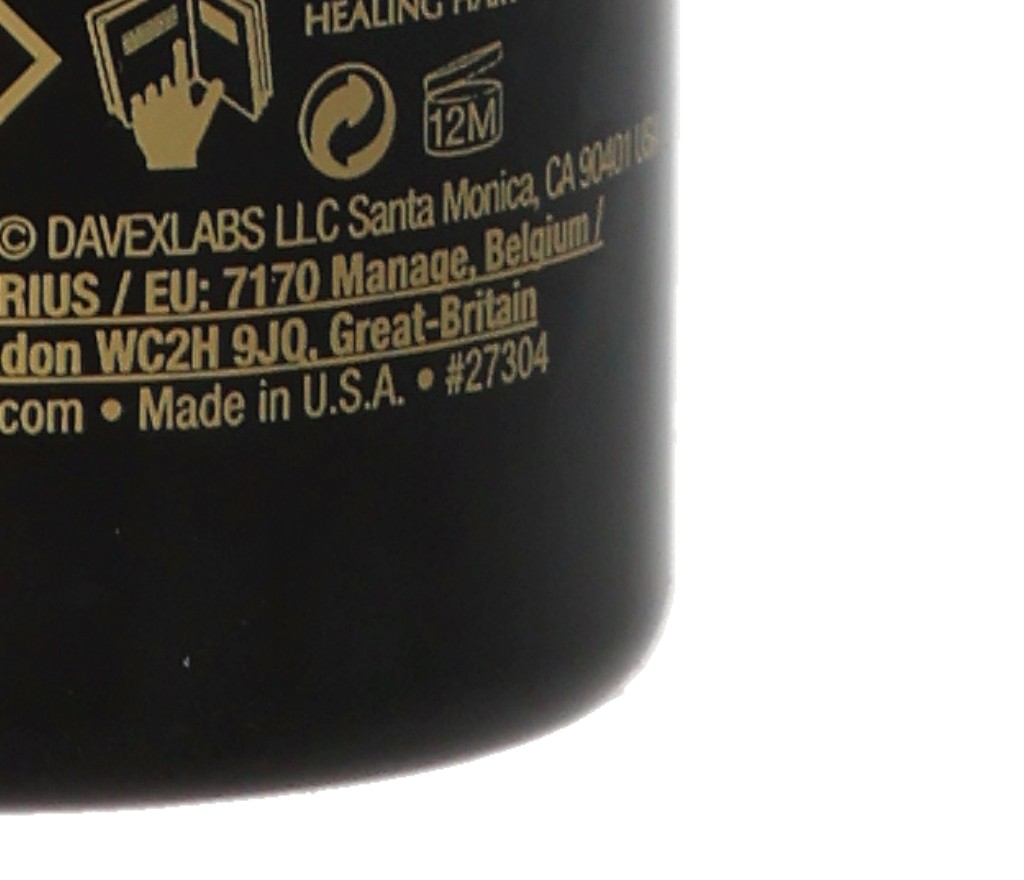 HEALING HAIR
12M
© DAVEXLABS LLC Santa Monica, CA 90401 USA
RIUS / EU: 7170 Manage, Belgium /
don WC2H 9JQ, Great-Britain
com • Made in U.S.A. • #27304